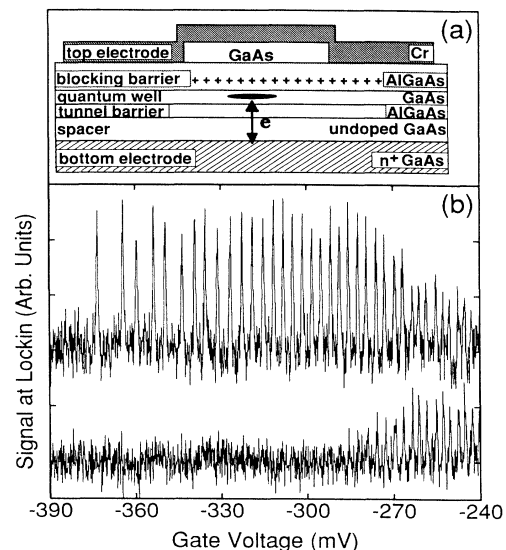 (a)
top electrode GaAs Cr
blocking barrier +++++++++++++++ AlGaAs
quantum well GaAs
tunnel barrier e AlGaAs
spacer undoped GaAs
bottom electrode n+ GaAs
(b)
Signal at Lockin (Arb. Units)
-390 -360 -330 -300 -270 -240
Gate Voltage (mV)